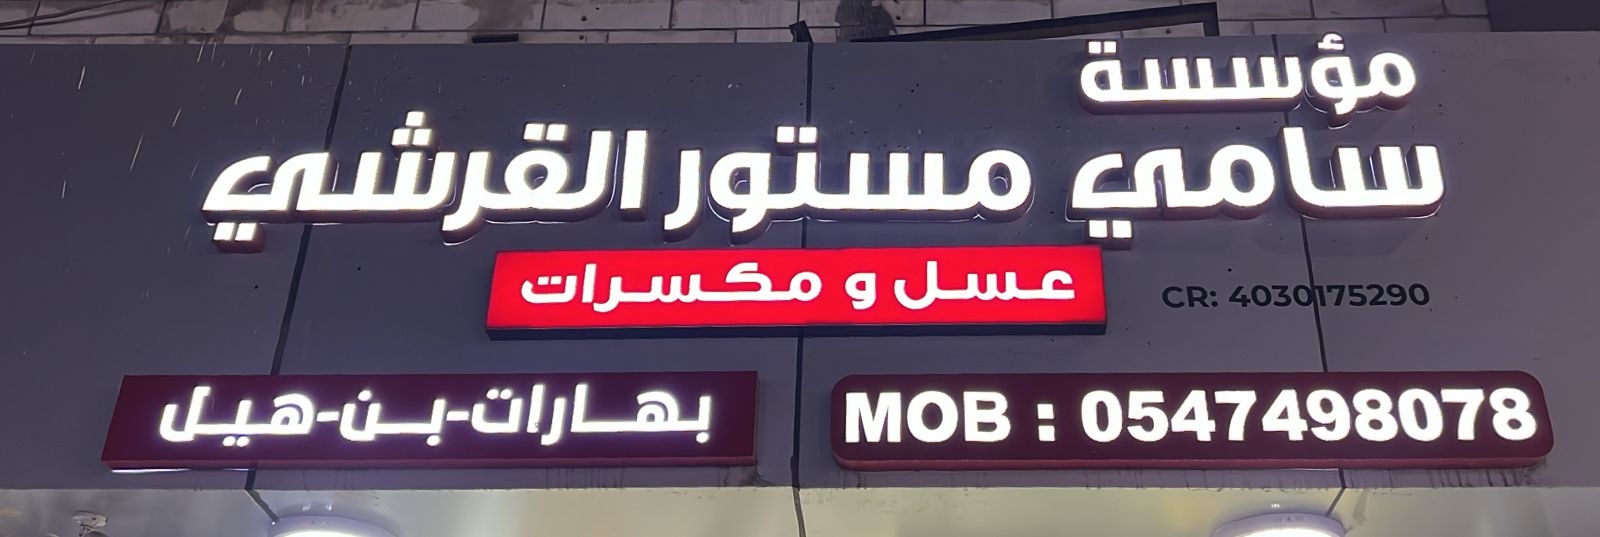 مؤسسة
سامي مستور القرشي
عسل و مكسرات
CR: 4030175290
بهارات-بن-هيل
MOB : 0547498078